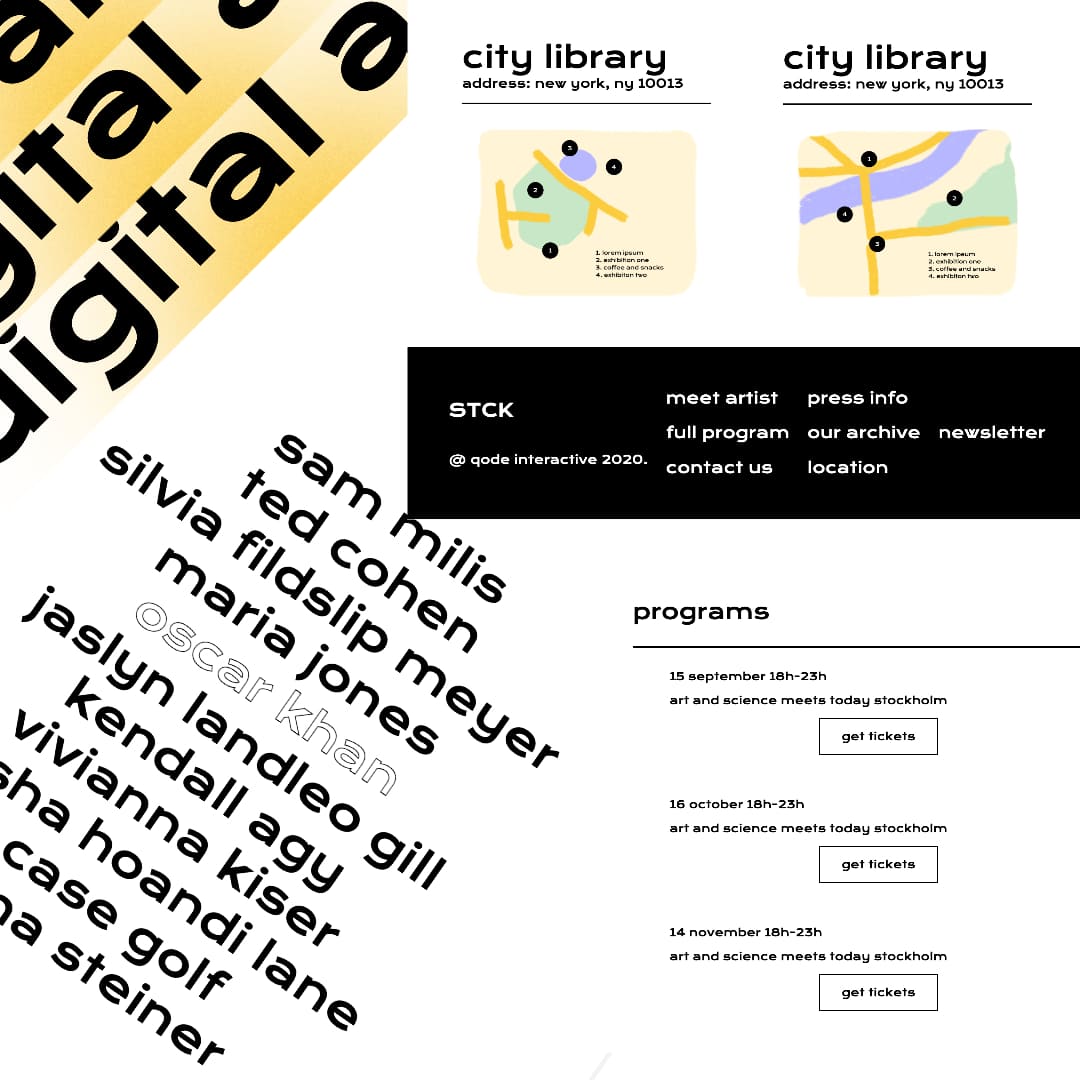 digital a
digital a
city library
address: new york, ny 10013
3
4
2
1
1. lorem ipsum
2. exhibition one
3. coffee and snacks
4. exhibiton two
city library
address: new york, ny 10013
1
2
4
3
1. lorem ipsum
2. exhibition one
3. coffee and snacks
4. exhibiton two
STCK
@ qode interactive 2020.
meet artist
full program
contact us
press info
our archive
location
newsletter
sam milis
ted cohen
silvia fildslip meyer
maria jones
oscar khan
jaslyn landleo gill
kendall agy
vivianna kiser
sha hoandi lane
case golf
na steiner
programs
15 september 18h-23h
art and science meets today stockholm
get tickets
16 october 18h-23h
art and science meets today stockholm
get tickets
14 november 18h-23h
art and science meets today stockholm
get tickets